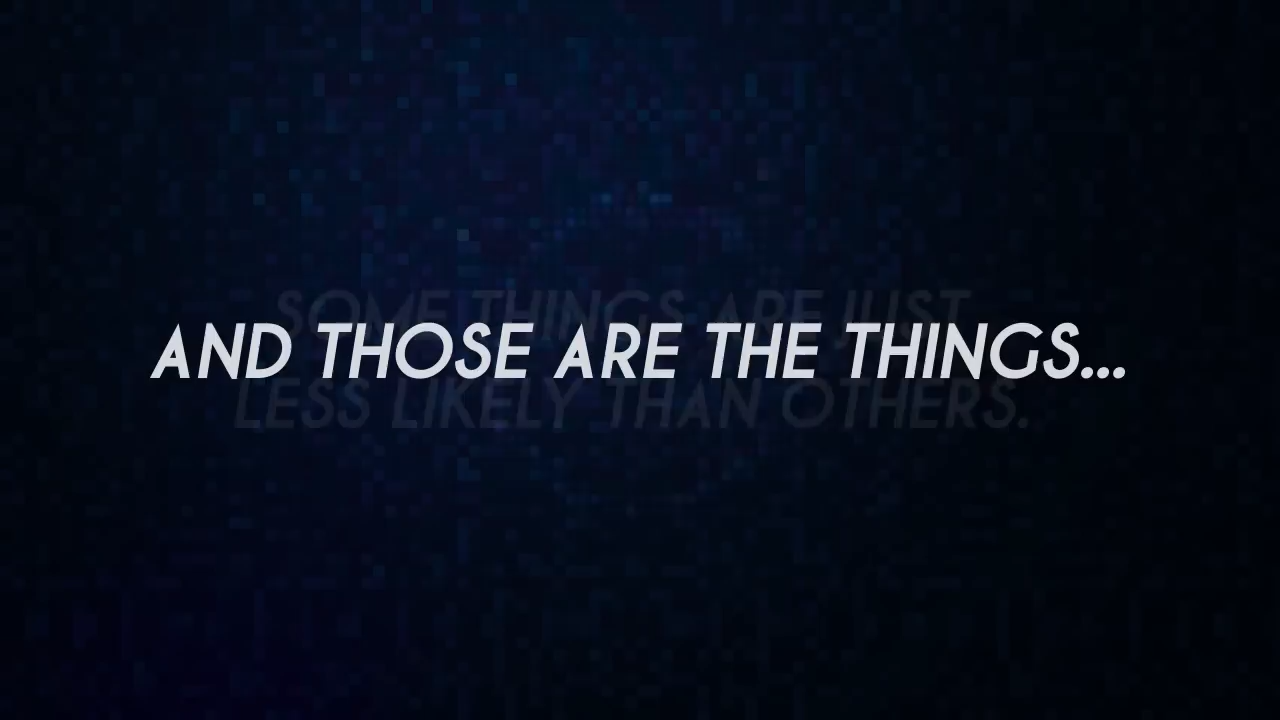 SOME THINGS ARE JUST
AND THOSE ARE THE THINGS...
LESS LIKELY THAN OTHERS.